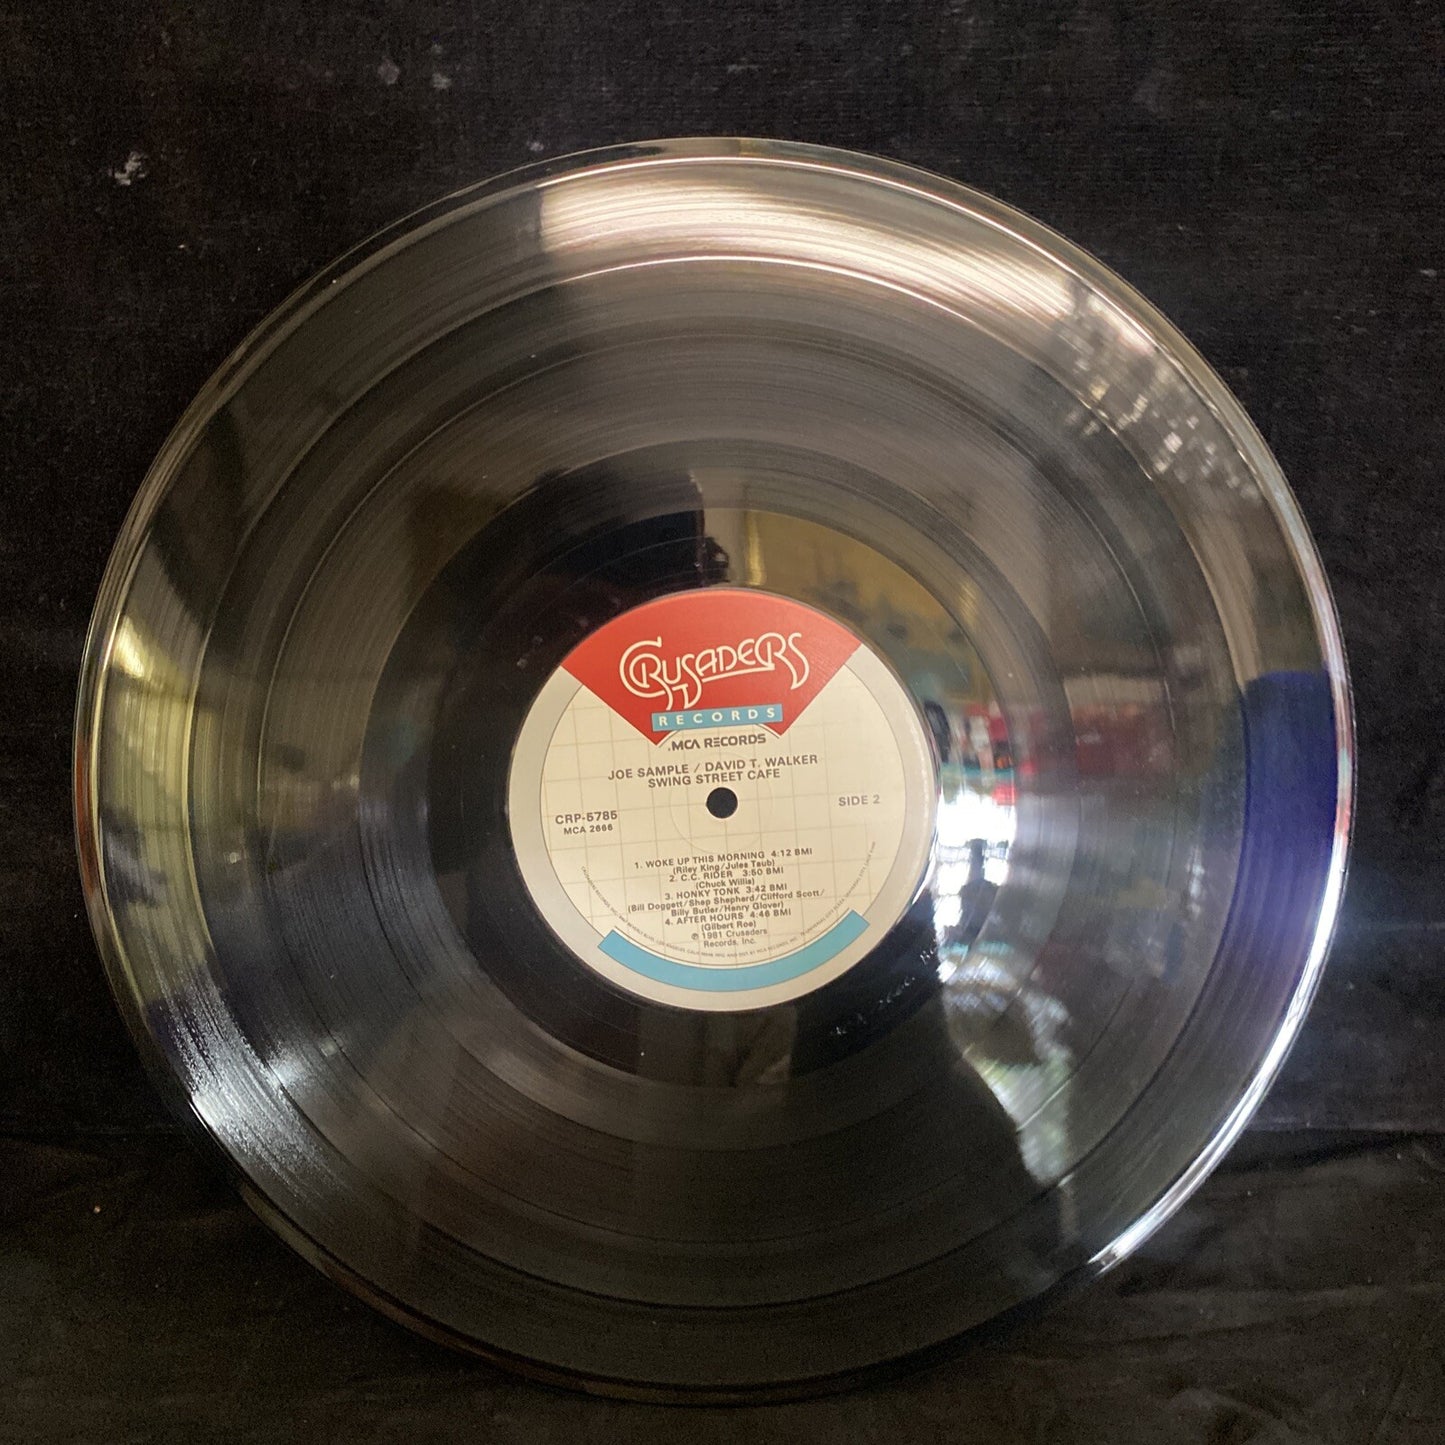 CRUSADERS
RECORDS
MCA RECORDS
JOE SAMPLE / DAVID T. WALKER
SWING STREET CAFE
CRP-5785
MCA 2666
SIDE 2
1. WOKE UP THIS MORNING 4:12 BMI
(Riley King/Jules Taub)
2. C.C. RIDER 3:50 BMI
(Chuck Willis)
3. HONKY TONK 3:42 BMI
(Bill Doggett/Shep Shepherd/Clifford Scott/
Billy Butler/Henry Glover)
4. AFTER HOURS 4:46 BMI
(Gilbert Roe)
℗ 1981 Crusaders
Records, Inc.